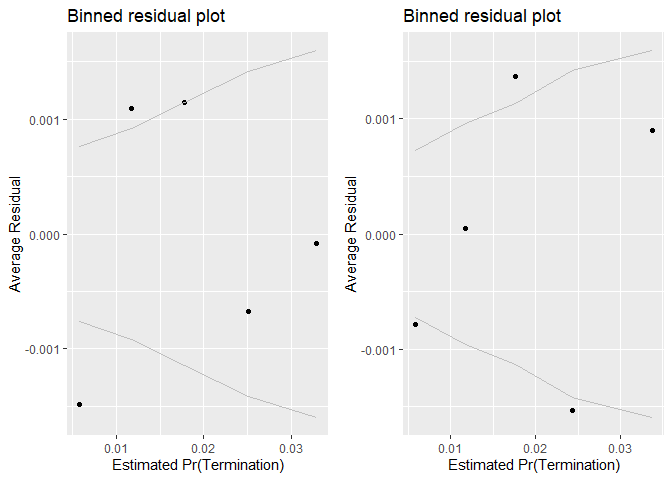 Binned residual plot
Average Residual
0.001
0.000
-0.001
0.01 0.02 0.03
Estimated Pr(Termination)
Binned residual plot
Average Residual
0.001
0.000
-0.001
0.01 0.02 0.03
Estimated Pr(Termination)